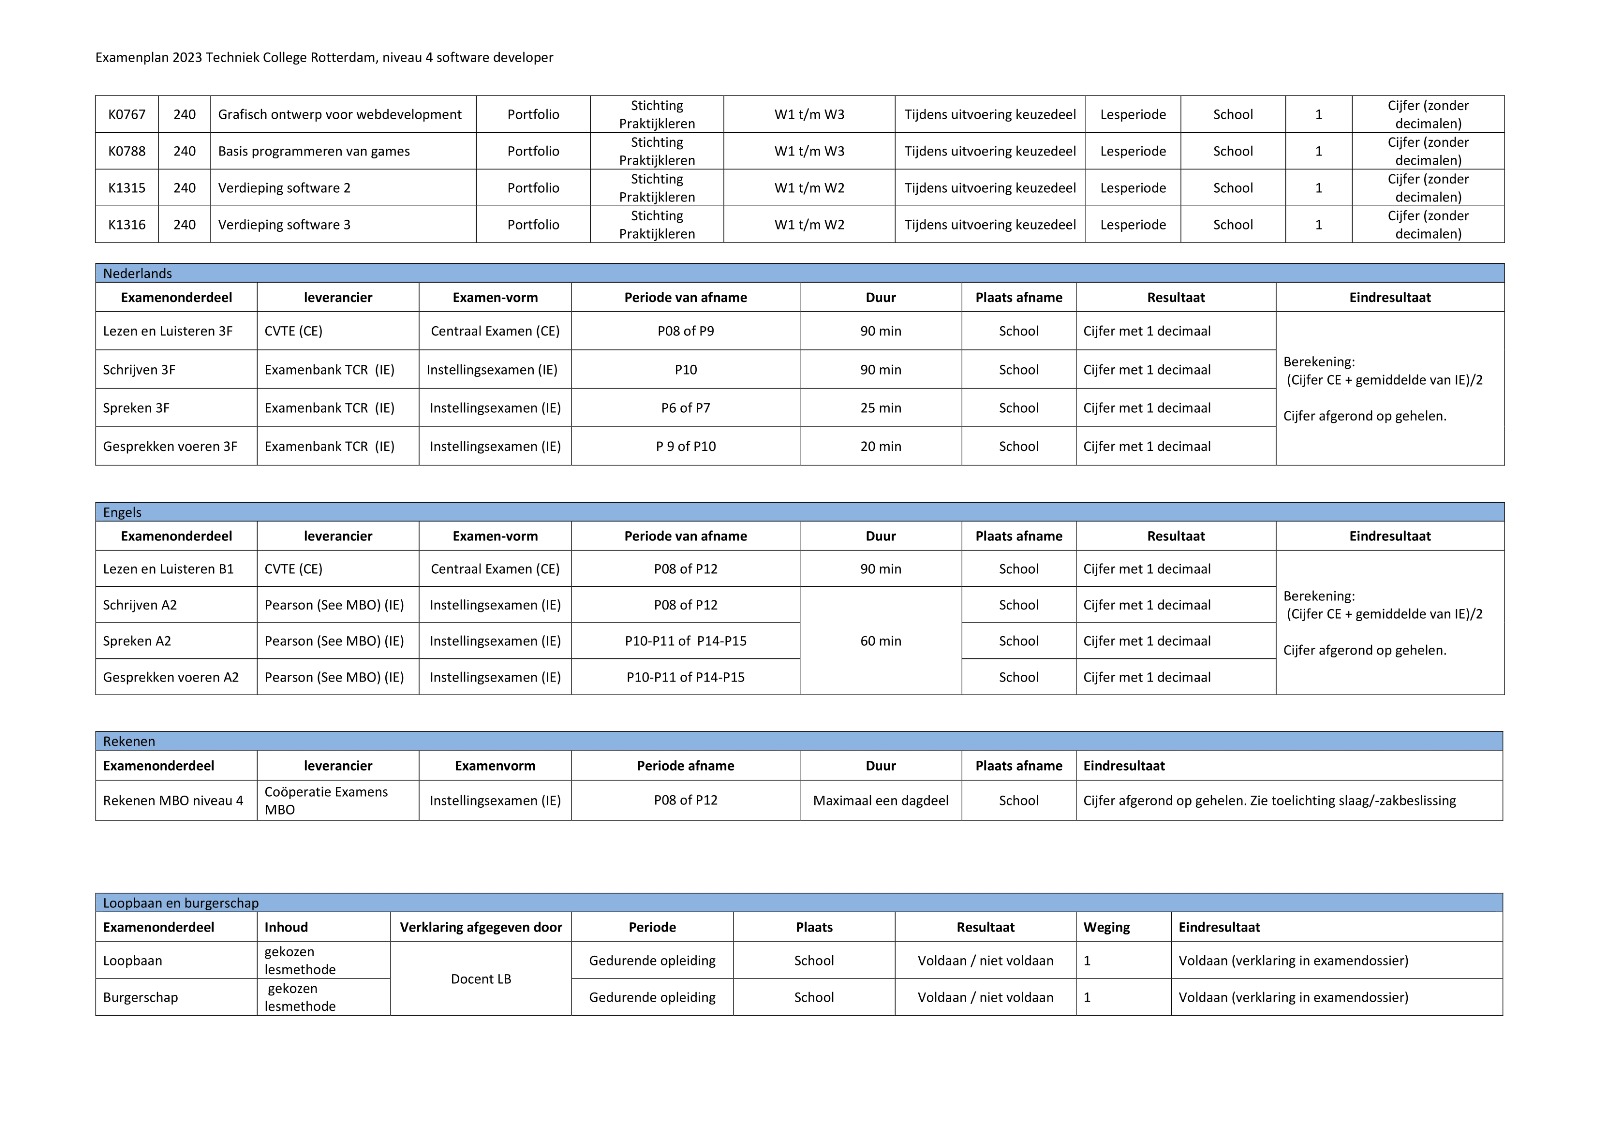 Examenplan 2023 Techniek College Rotterdam, niveau 4 software developer
K0767 240 Grafisch ontwerp voor webdevelopment Portfolio Stichting Praktijkleren W1 t/m W3 Tijdens uitvoering keuzedeel Lesperiode School 1 Cijfer (zonder decimalen)
K0788 240 Basis programmeren van games Portfolio Stichting Praktijkleren W1 t/m W3 Tijdens uitvoering keuzedeel Lesperiode School 1 Cijfer (zonder decimalen)
K1315 240 Verdieping software 2 Portfolio Stichting Praktijkleren W1 t/m W2 Tijdens uitvoering keuzedeel Lesperiode School 1 Cijfer (zonder decimalen)
K1316 240 Verdieping software 3 Portfolio Stichting Praktijkleren W1 t/m W2 Tijdens uitvoering keuzedeel Lesperiode School 1 Cijfer (zonder decimalen)
Nederlands
Examenonderdeel leverancier Examen-vorm Periode van afname Duur Plaats afname Resultaat Eindresultaat
Lezen en Luisteren 3F CVTE (CE) Centraal Examen (CE) P08 of P9 90 min School Cijfer met 1 decimaal
Schrijven 3F Examenbank TCR (IE) Instellingsexamen (IE) P10 90 min School Cijfer met 1 decimaal
Spreken 3F Examenbank TCR (IE) Instellingsexamen (IE) P6 of P7 25 min School Cijfer met 1 decimaal
Gesprekken voeren 3F Examenbank TCR (IE) Instellingsexamen (IE) P 9 of P10 20 min School Cijfer met 1 decimaal
Berekening:
(Cijfer CE + gemiddelde van IE)/2
Cijfer afgerond op gehelen.
Engels
Examenonderdeel leverancier Examen-vorm Periode van afname Duur Plaats afname Resultaat Eindresultaat
Lezen en Luisteren B1 CVTE (CE) Centraal Examen (CE) P08 of P12 90 min School Cijfer met 1 decimaal
Schrijven A2 Pearson (See MBO) (IE) Instellingsexamen (IE) P08 of P12 School Cijfer met 1 decimaal
Spreken A2 Pearson (See MBO) (IE) Instellingsexamen (IE) P10-P11 of P14-P15 60 min School Cijfer met 1 decimaal
Gesprekken voeren A2 Pearson (See MBO) (IE) Instellingsexamen (IE) P10-P11 of P14-P15 School Cijfer met 1 decimaal
Berekening:
(Cijfer CE + gemiddelde van IE)/2
Cijfer afgerond op gehelen.
Rekenen
Examenonderdeel leverancier Examenvorm Periode afname Duur Plaats afname Eindresultaat
Rekenen MBO niveau 4 Coöperatie Examens MBO Instellingsexamen (IE) P08 of P12 Maximaal een dagdeel School Cijfer afgerond op gehelen. Zie toelichting slaag/-zakbeslissing
Loopbaan en burgerschap
Examenonderdeel Inhoud Verklaring afgegeven door Periode Plaats Resultaat Weging Eindresultaat
Loopbaan gekozen lesmethode Docent LB Gedurende opleiding School Voldaan / niet voldaan 1 Voldaan (verklaring in examendossier)
Burgerschap gekozen lesmethode Gedurende opleiding School Voldaan / niet voldaan 1 Voldaan (verklaring in examendossier)